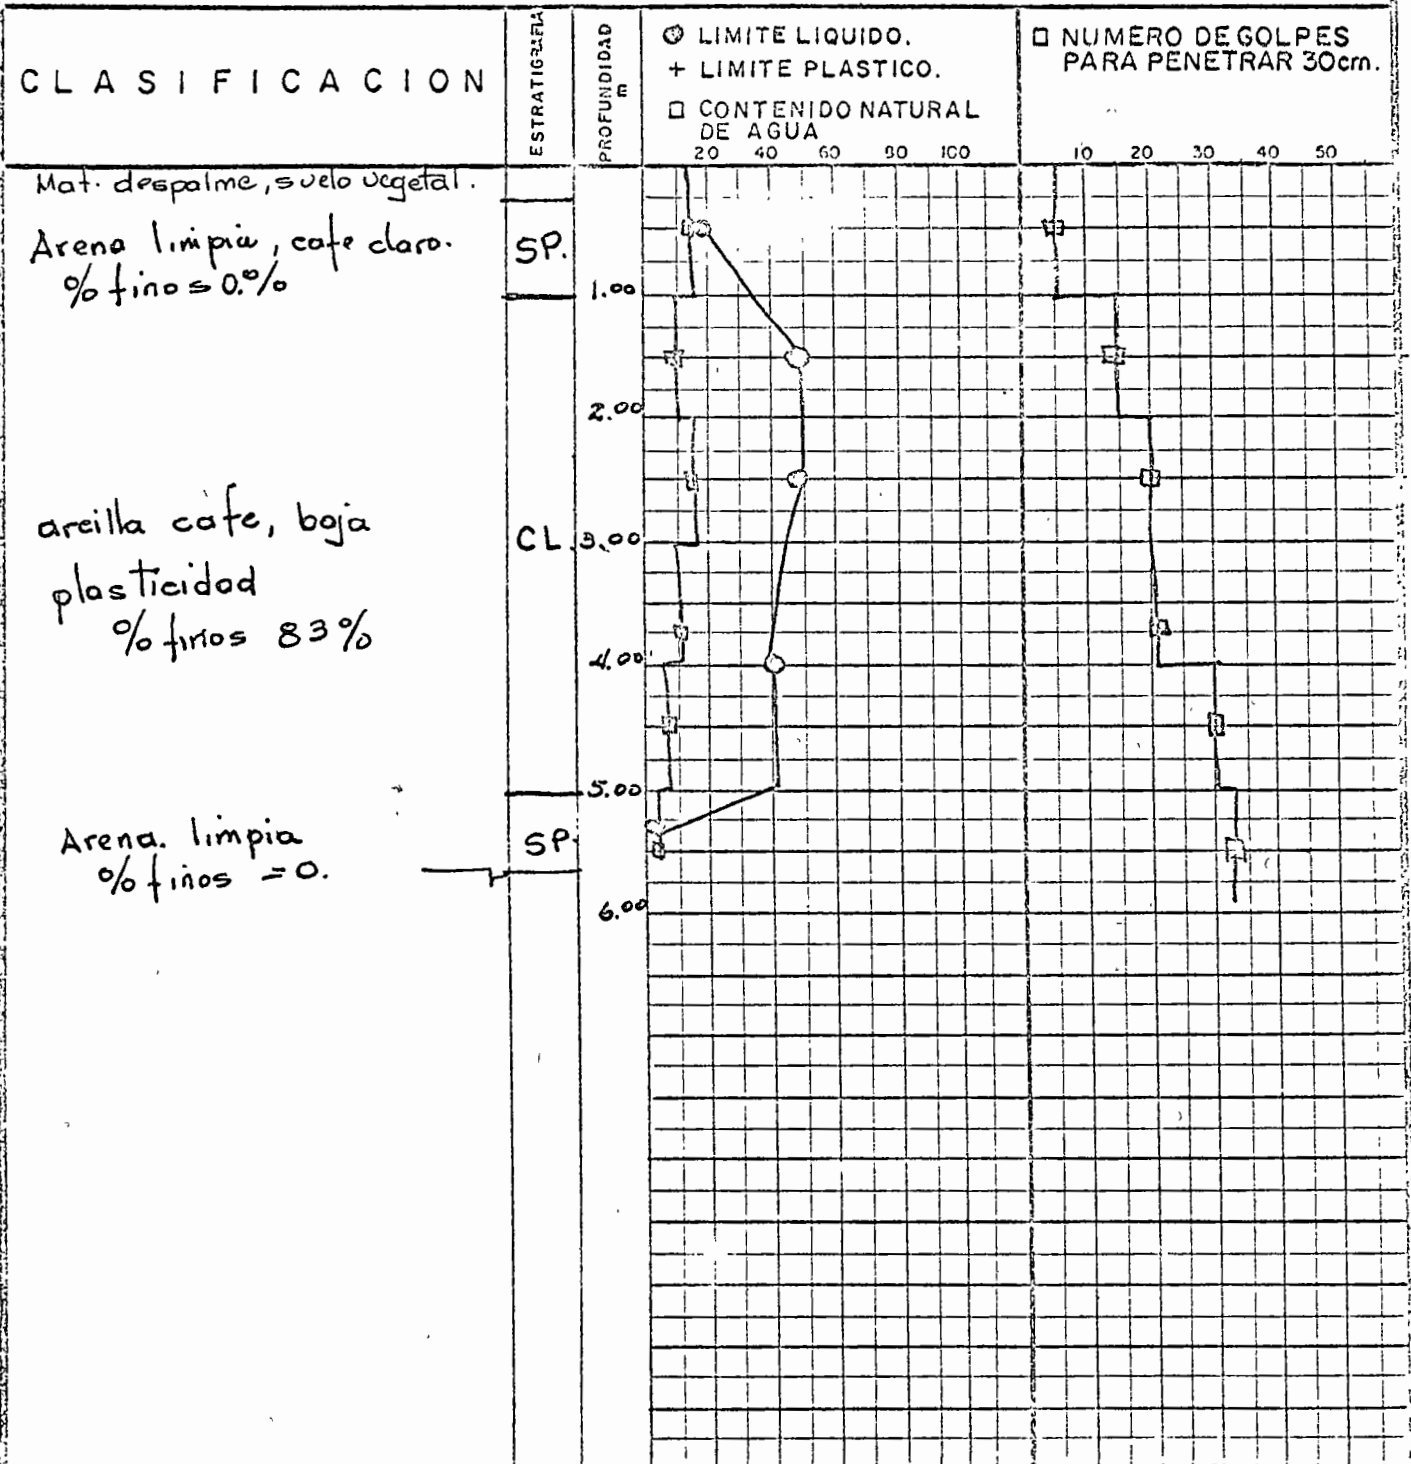 CLASIFICACION
ESTRATIGRAFIA
PROFUNDIDAD
E
LIMITE LIQUIDO.
+ LIMITE PLASTICO.
CONTENIDO NATURAL
DE AGUA
NUMERO DE GOLPES
PARA PENETRAR 30cm.
20 40 60 80 100
10 20 30 40 50
Mat. despalme, suelo vegetal.
Arena limpia, cafe claro.
% finos 0.%
SP.
1.00
2.00
arcilla cafe, baja
plasticidad
% finos 83%
CL.
3.00
4.00
5.00
Arena. limpia
% finos = 0.
SP.
6.00